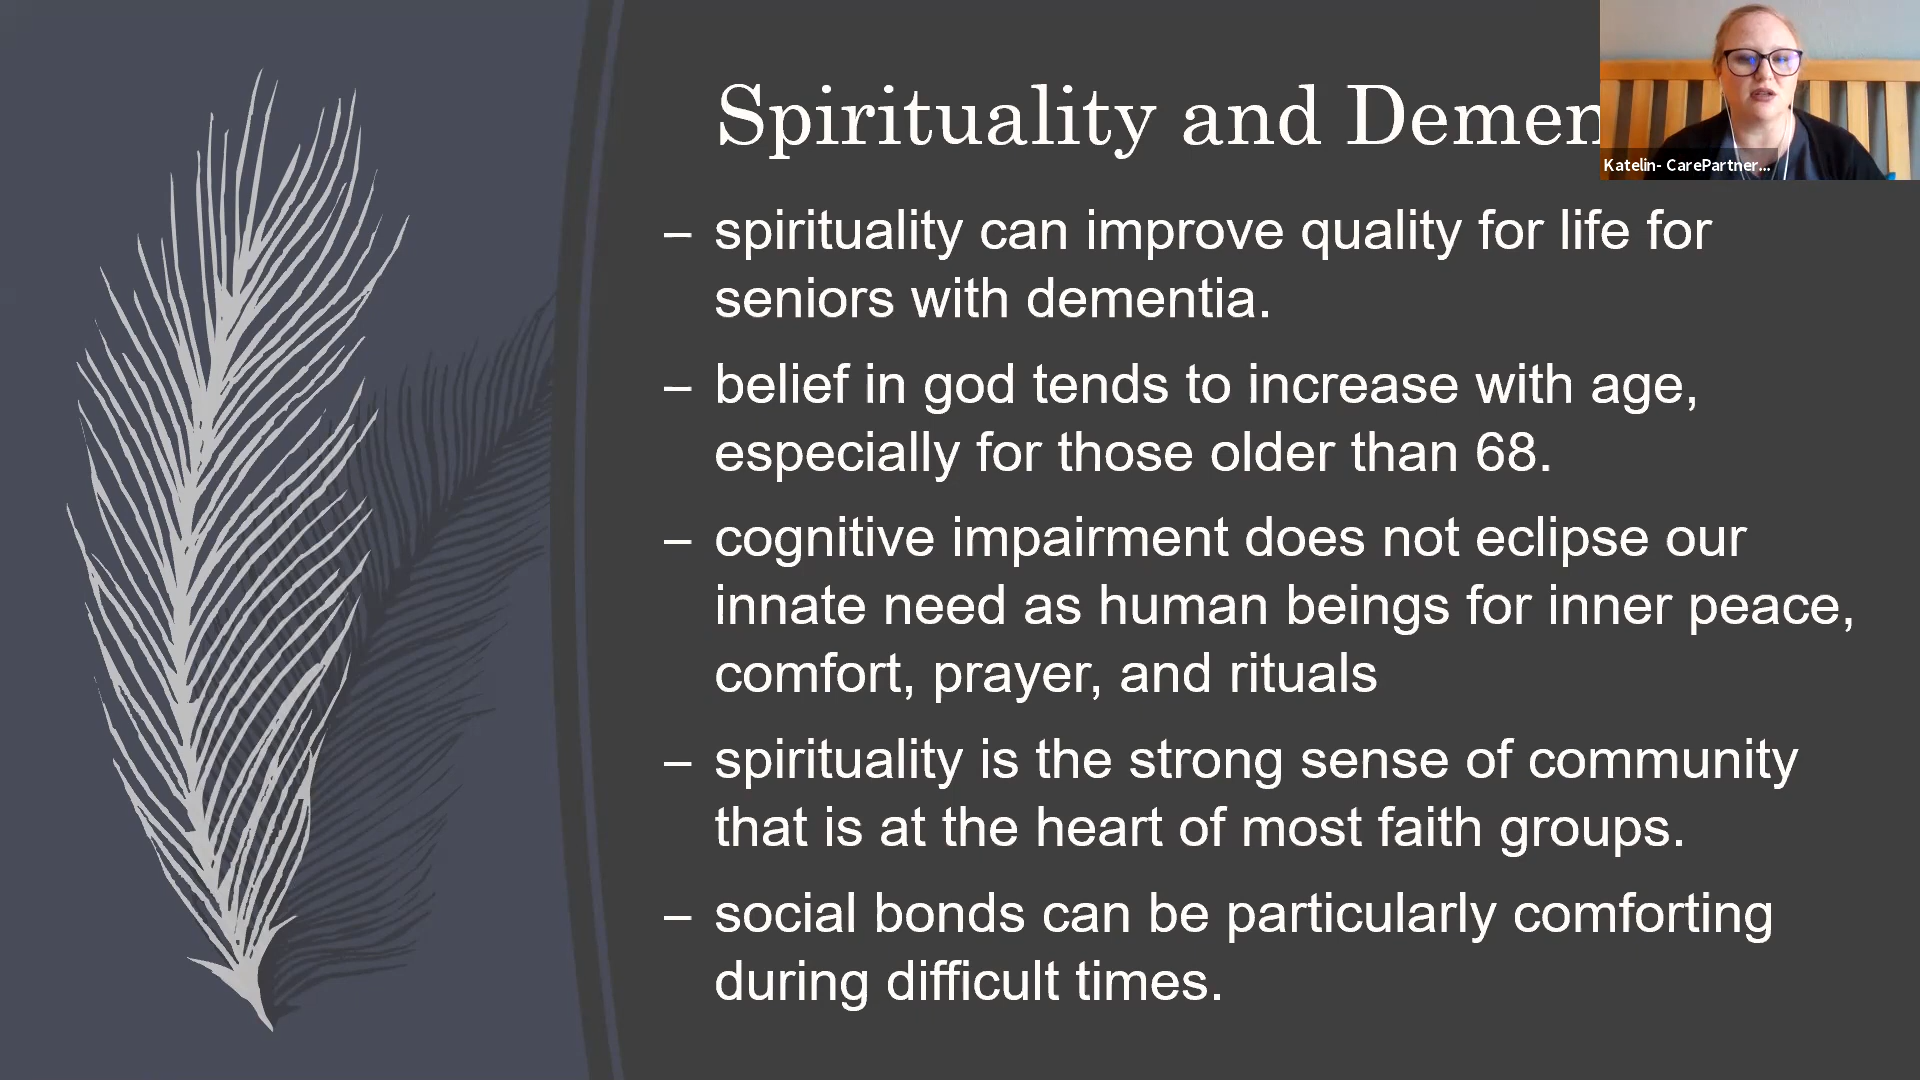 Spirituality and Demen
Katelin- CarePartner...
– spirituality can improve quality for life for
seniors with dementia.
– belief in god tends to increase with age,
especially for those older than 68.
– cognitive impairment does not eclipse our
innate need as human beings for inner peace,
comfort, prayer, and rituals
– spirituality is the strong sense of community
that is at the heart of most faith groups.
– social bonds can be particularly comforting
during difficult times.